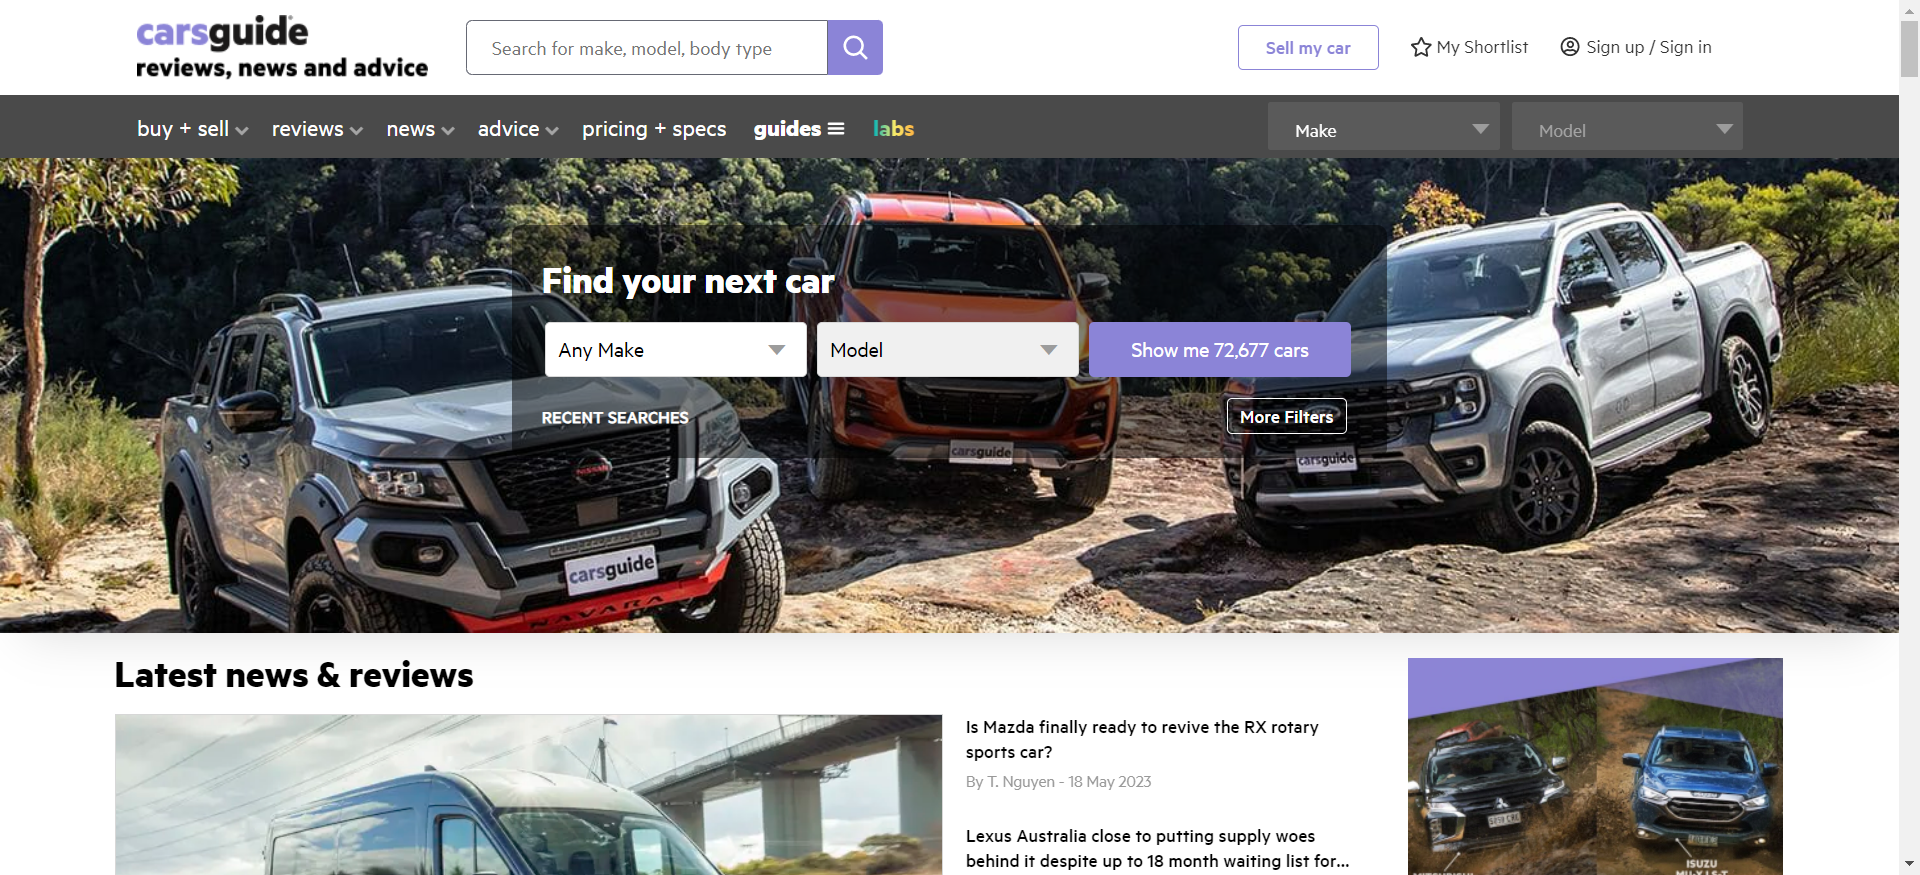 carsguide
reviews, news and advice
Search for make, model, body type
Sell my car
My Shortlist
Sign up / Sign in
buy + sell
reviews
news
advice
pricing + specs
guides
labs
Make
Model
Find your next car
Any Make
Model
Show me 72,677 cars
RECENT SEARCHES
More Filters
NISSAN
carsguide
carsguide
carsguide
NAVARA
Latest news & reviews
Is Mazda finally ready to revive the RX rotary
sports car?
By T. Nguyen - 18 May 2023
Lexus Australia close to putting supply woes
behind it despite up to 18 month waiting list for...
ISUZU